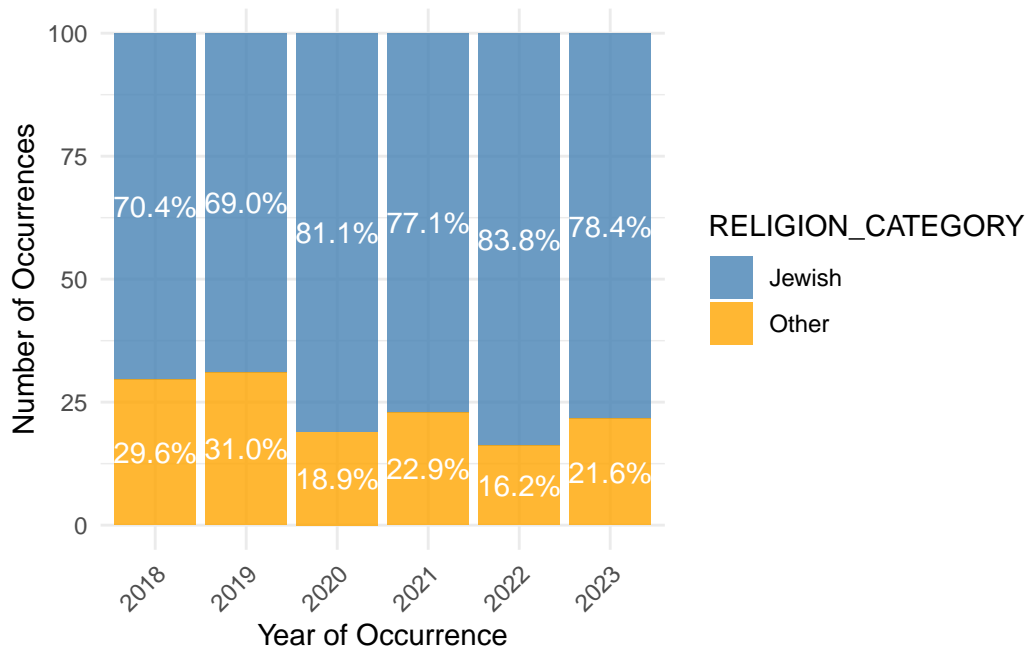 100
75
50
25
0
Number of Occurrences
70.4% 69.0% 81.1% 77.1% 83.8% 78.4%
29.6% 31.0% 18.9% 22.9% 16.2% 21.6%
2018 2019 2020 2021 2022 2023
Year of Occurrence
RELIGION_CATEGORY
Jewish
Other